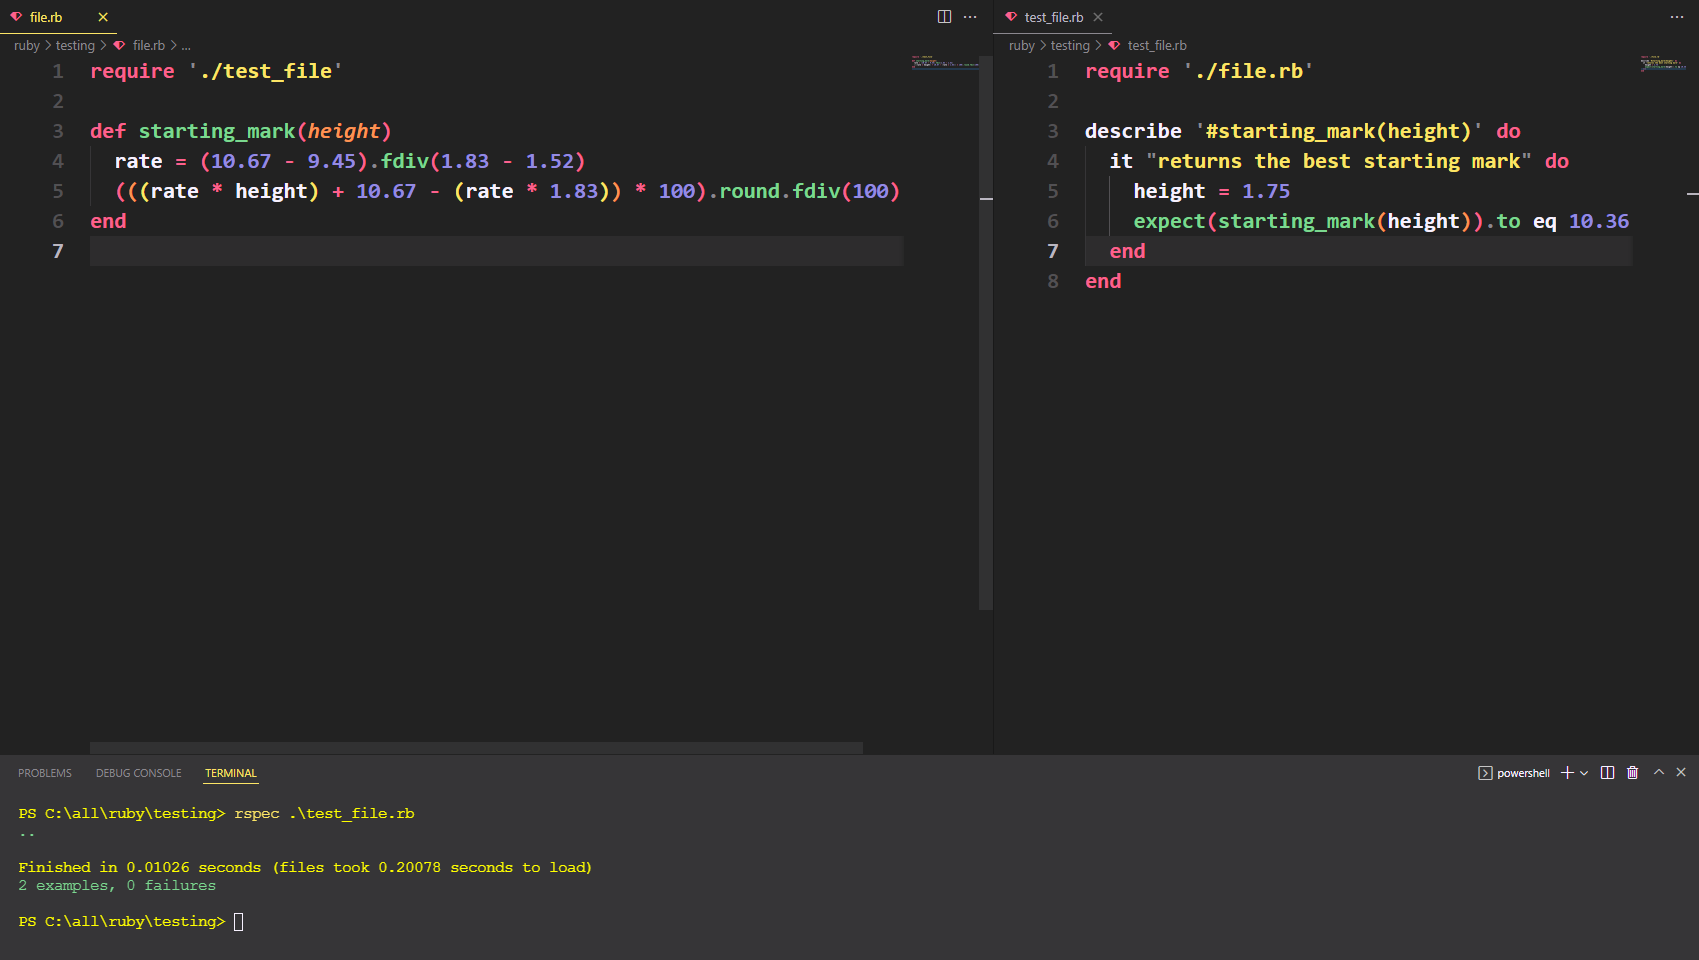 file.rb
ruby > testing > file.rb > ...
1 require './test_file'
2
3 def starting_mark(height)
4   rate = (10.67 - 9.45).fdiv(1.83 - 1.52)
5   (((rate * height) + 10.67 - (rate * 1.83)) * 100).round.fdiv(100)
6 end
7
test_file.rb
ruby > testing > test_file.rb
1 require './file.rb'
2
3 describe '#starting_mark(height)' do
4   it "returns the best starting mark" do
5     height = 1.75
6     expect(starting_mark(height)).to eq 10.36
7   end
8 end
PROBLEMS DEBUG CONSOLE TERMINAL powershell
PS C:\all\ruby\testing> rspec .\test_file.rb
..
Finished in 0.01026 seconds (files took 0.20078 seconds to load)
2 examples, 0 failures
PS C:\all\ruby\testing>